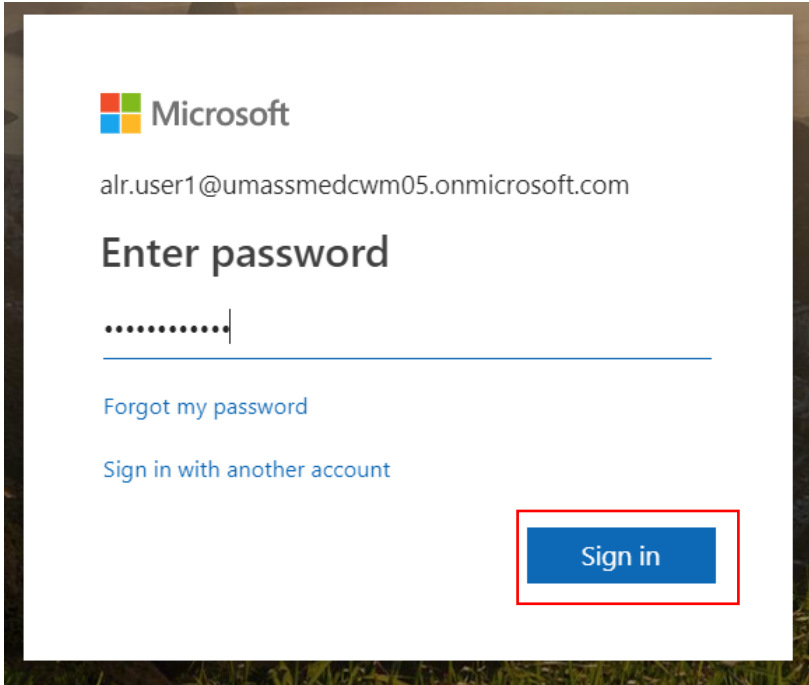 Microsoft
alr.user1@umassmedcwm05.onmicrosoft.com
Enter password
••••••••••••
Forgot my password
Sign in with another account
Sign in